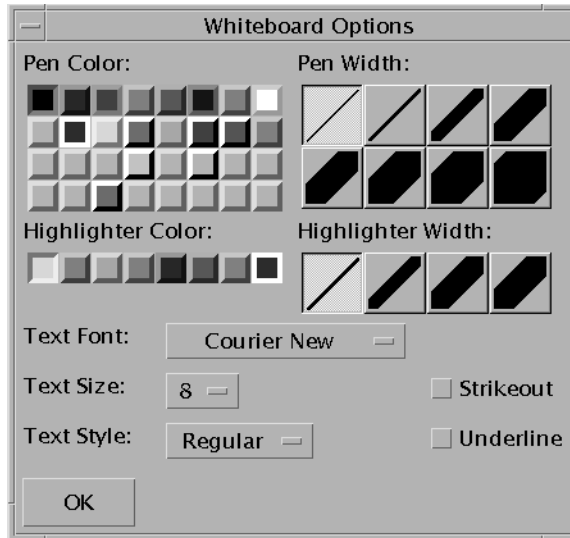 Whiteboard Options
Pen Color:
Pen Width:
Highlighter Color:
Highlighter Width:
Text Font: Courier New
Text Size: 8
Strikeout
Text Style: Regular
Underline
OK